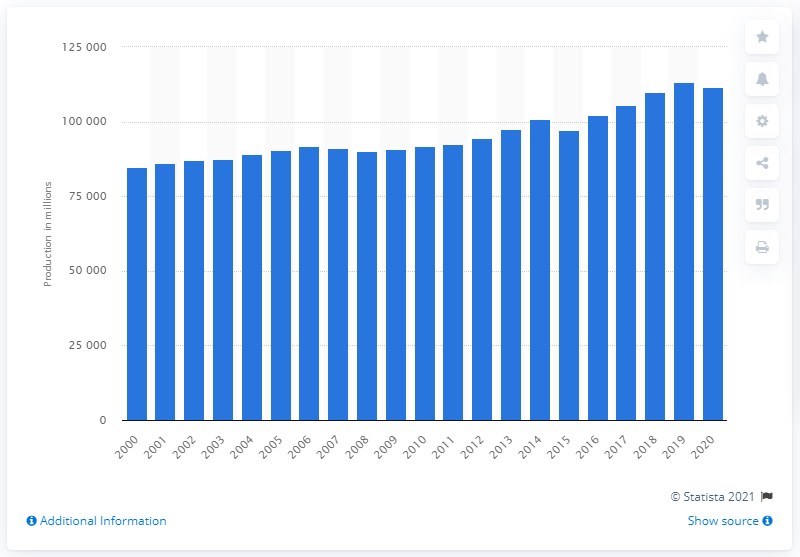 125 000
100 000
75 000
50 000
25 000
0
Production in millions
2000 2001 2002 2003 2004 2005 2006 2007 2008 2009 2010 2011 2012 2013 2014 2015 2016 2017 2018 2019 2020
© Statista 2021
Additional Information
Show source